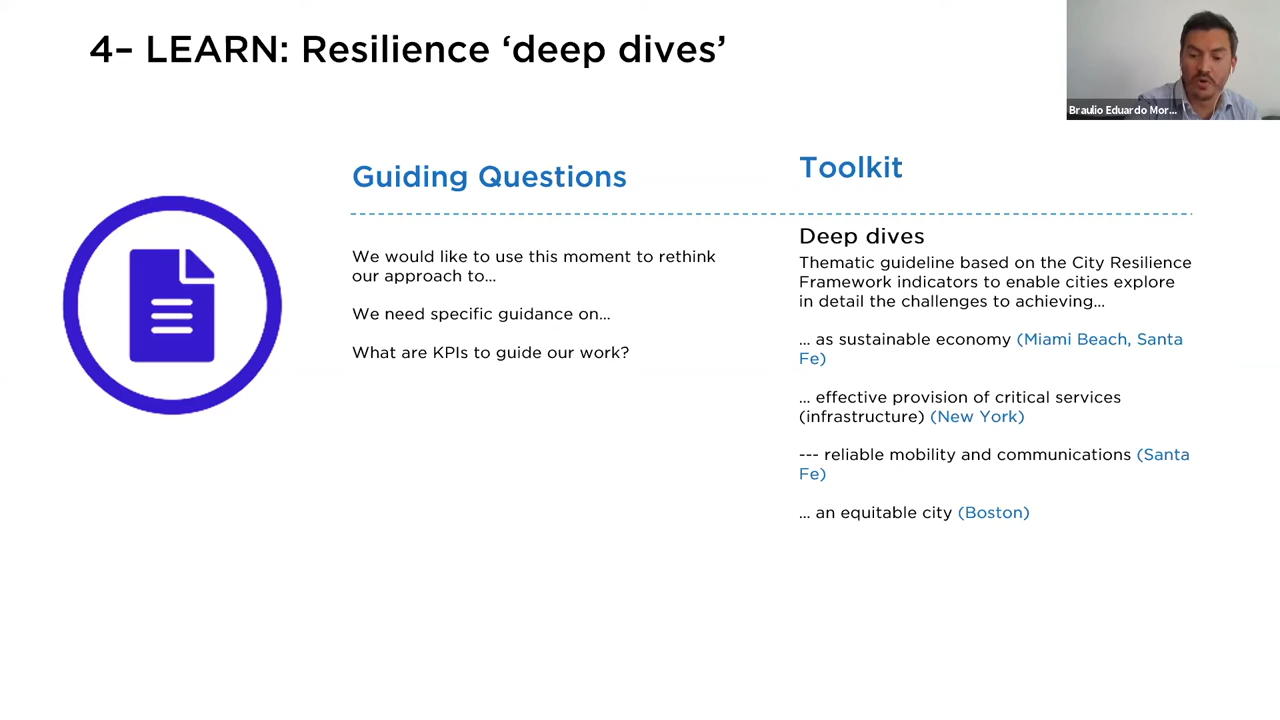 4– LEARN: Resilience ‘deep dives’
Braulio Eduardo Mor...
Guiding Questions
We would like to use this moment to rethink
our approach to...
We need specific guidance on...
What are KPIs to guide our work?
Toolkit
Deep dives
Thematic guideline based on the City Resilience
Framework indicators to enable cities explore
in detail the challenges to achieving...
... as sustainable economy (Miami Beach, Santa
Fe)
... effective provision of critical services
(infrastructure) (New York)
--- reliable mobility and communications (Santa
Fe)
... an equitable city (Boston)